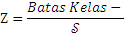 Z = Batas Kelas −
S